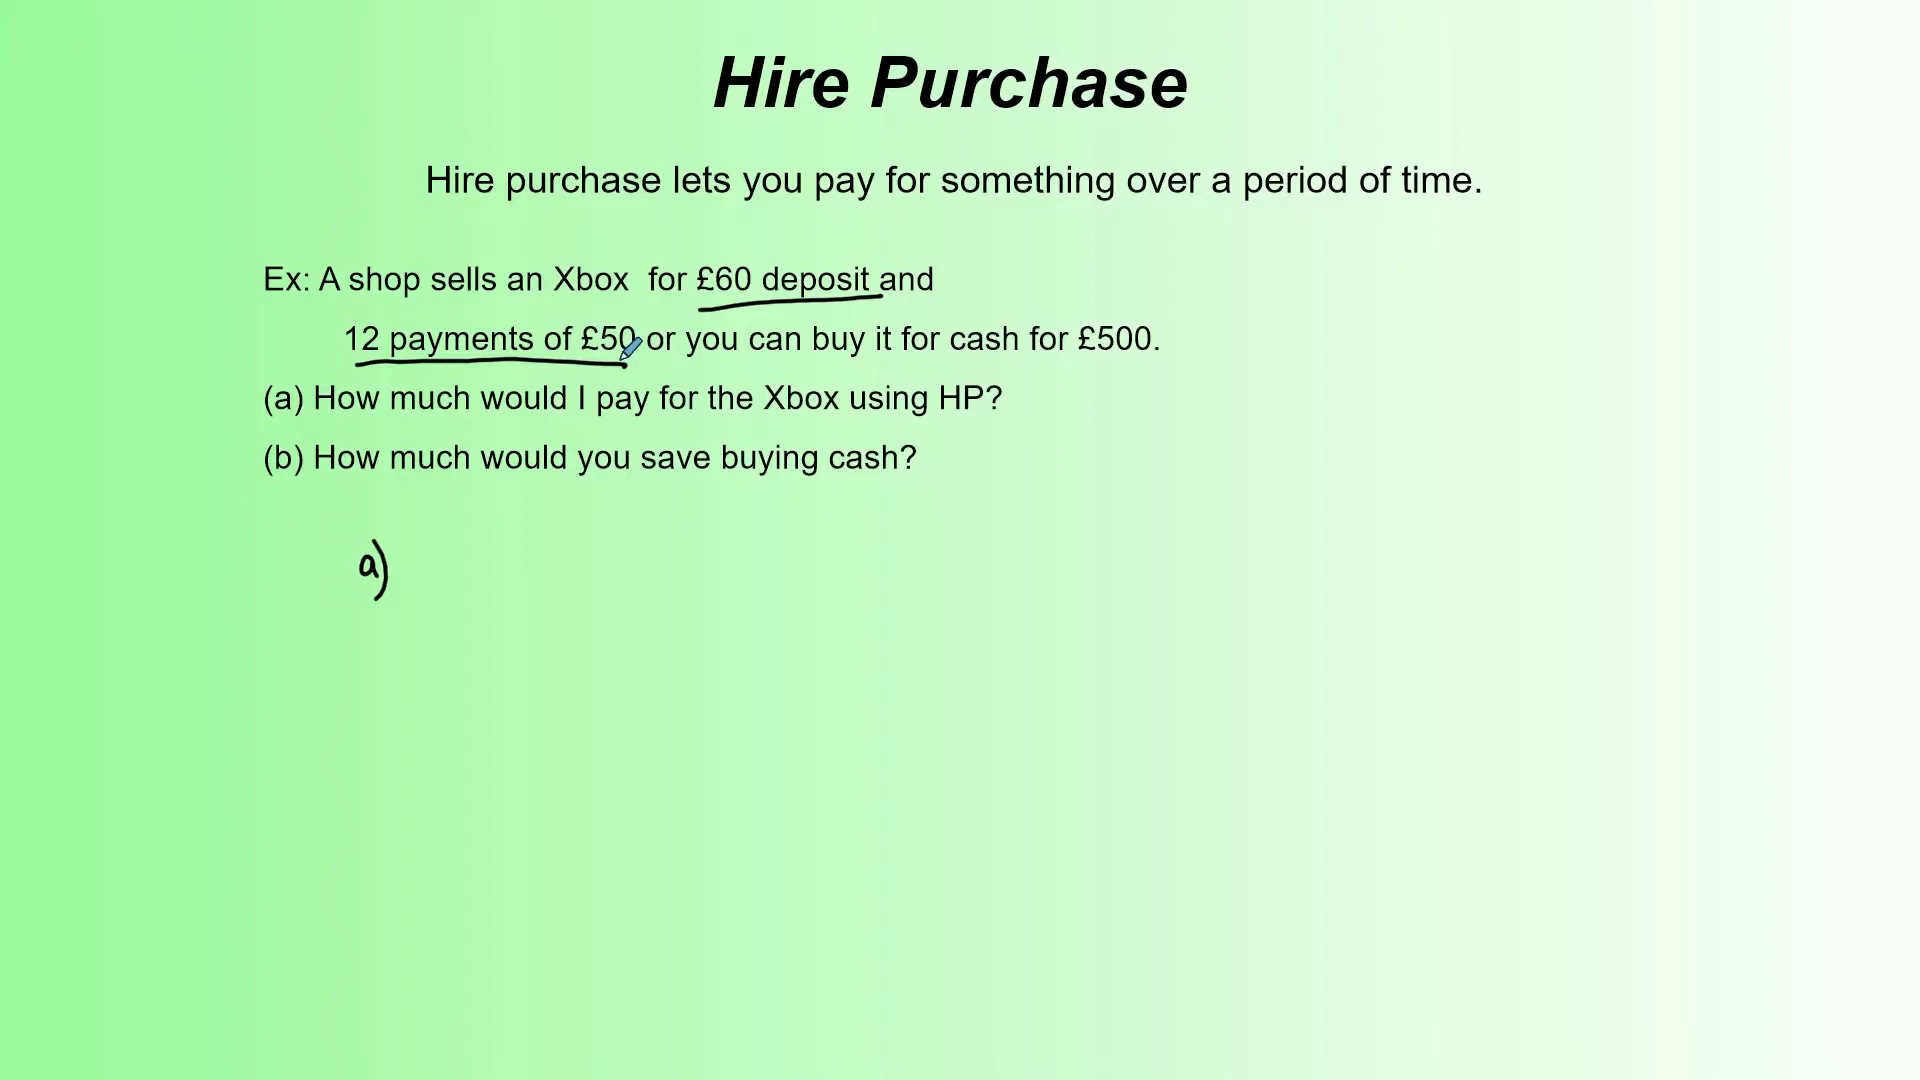 Hire Purchase
Hire purchase lets you pay for something over a period of time.
Ex: A shop sells an Xbox  for £60 deposit and
12 payments of £50 or you can buy it for cash for £500.
(a) How much would I pay for the Xbox using HP?
(b) How much would you save buying cash?
a)